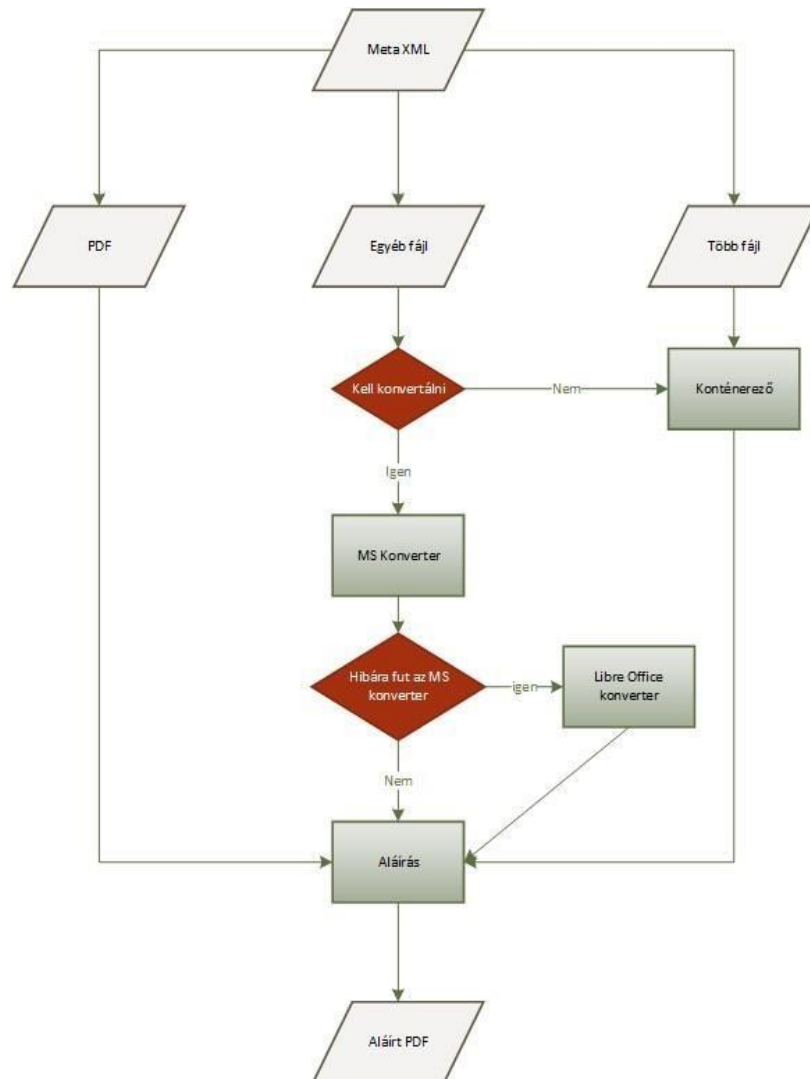 Meta XML
PDF
Egyéb fájl
Több fájl
Kell konvertálni
Nem
Konténerező
Igen
MS Konverter
Hibára fut az MS
konverter
igen
Libre Office
konverter
Nem
Aláírás
Aláírt PDF